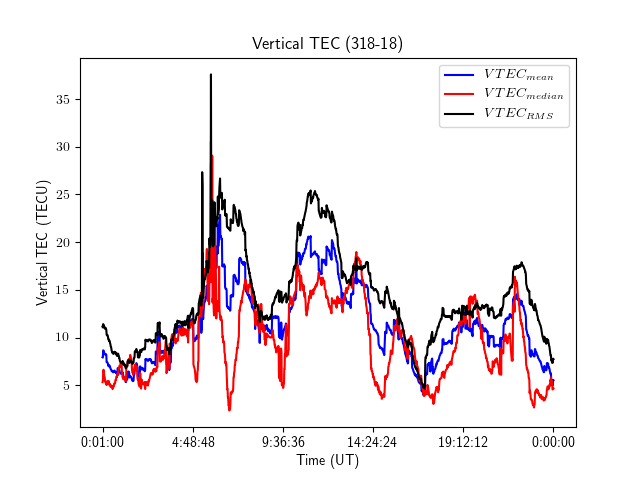 Vertical TEC (318-18)
VTEC_mean
VTEC_median
VTEC_RMS
Vertical TEC (TECU)
35
30
25
20
15
10
5
0:01:00 4:48:48 9:36:36 14:24:24 19:12:12 0:00:00
Time (UT)